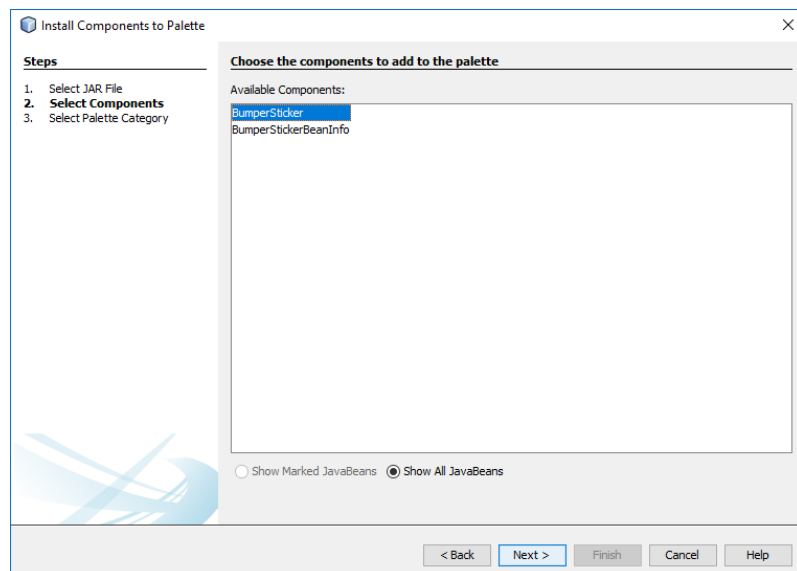 Install Components to Palette
Steps
1. Select JAR File
2. Select Components
3. Select Palette Category
Choose the components to add to the palette
Available Components:
BumperSticker
BumperStickerBeanInfo
Show Marked JavaBeans Show All JavaBeans
< Back Next > Finish Cancel Help